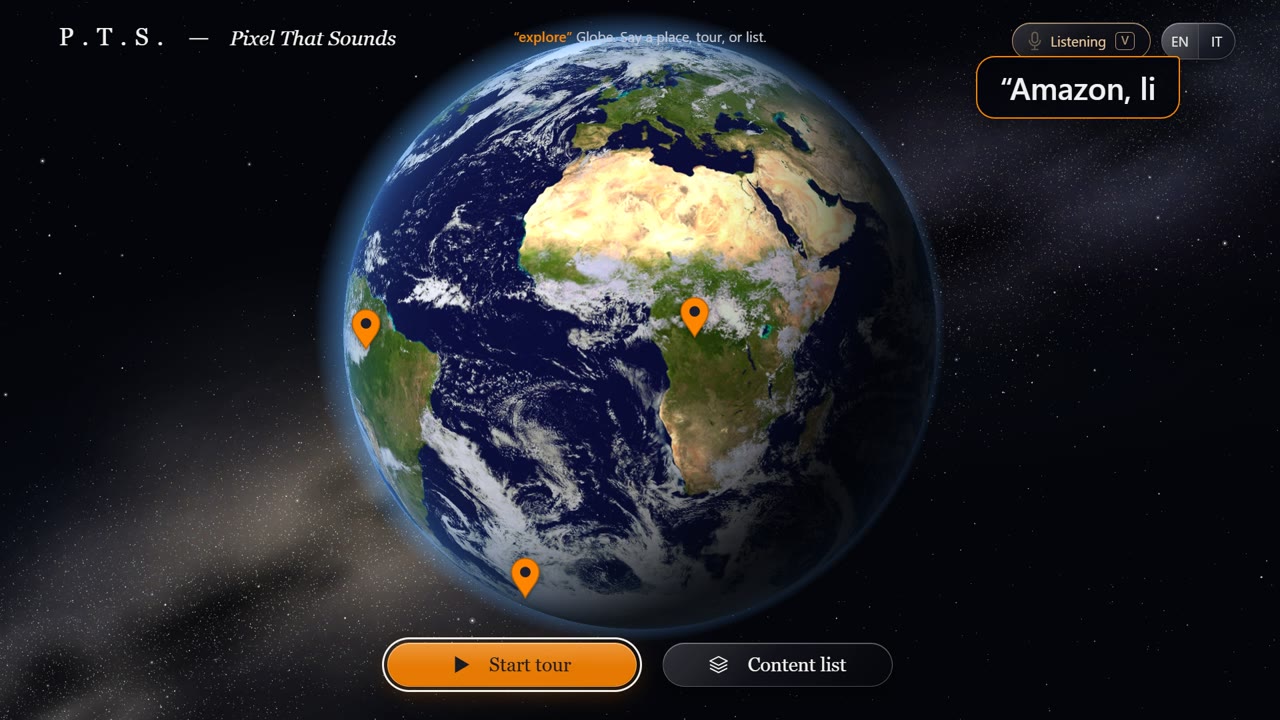 P.T.S. — Pixel That Sounds
“explore” Globe. Say a place, tour, or list.
Listening V
EN IT
“Amazon, li
Start tour
Content list